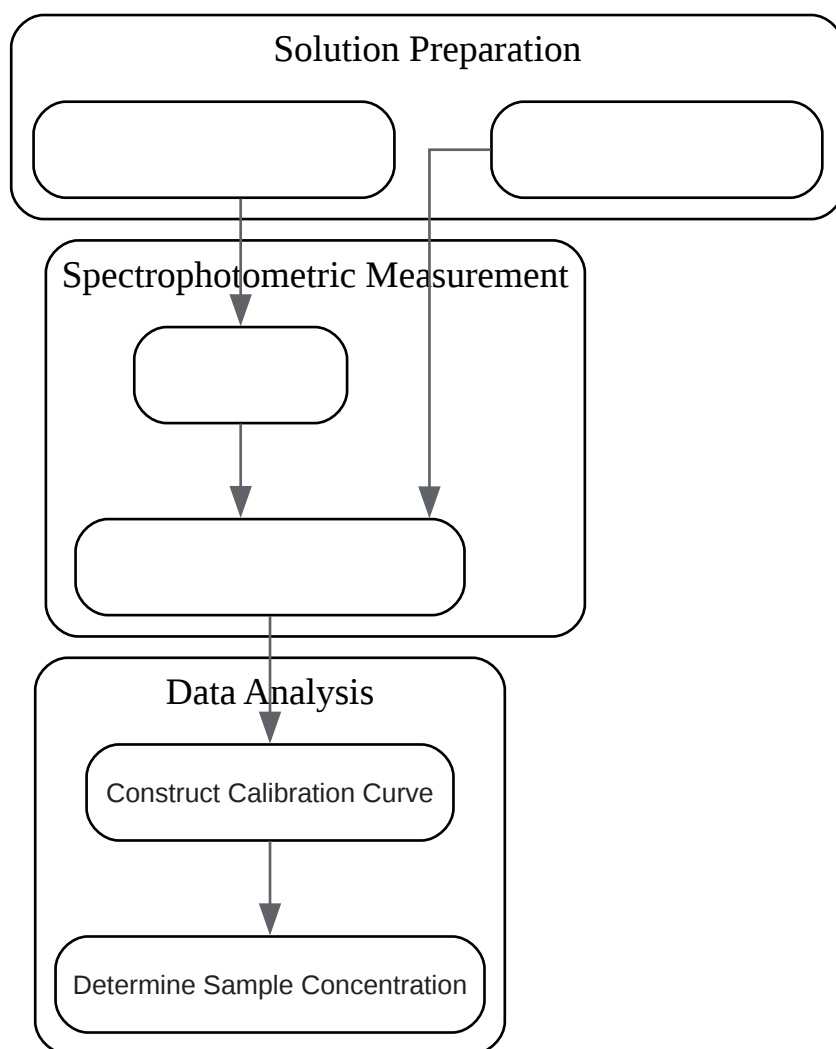 Solution Preparation
Spectrophotometric Measurement
Data Analysis
Construct Calibration Curve
Determine Sample Concentration